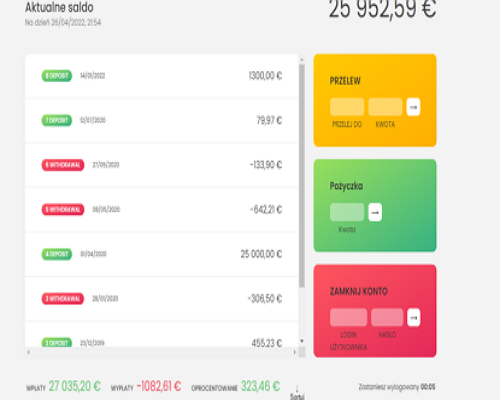 Aktualne saldo
Na dzień 26/04/2022, 21:54
25 952,59 €
8 DEPOSIT 14/01/2022 1300,00 €
7 DEPOSIT 12/07/2020 79,97 €
6 WITHDRAWAL 27/05/2020 -133,90 €
5 WITHDRAWAL 08/05/2020 -642,21 €
4 DEPOSIT 01/04/2020 25 000,00 €
3 WITHDRAWAL 28/01/2020 -306,50 €
2 DEPOSIT 23/12/2019 455,23 €
PRZELEW
→
PRZELEJ DO KWOTA
Pożyczka
→
Kwota
ZAMKNIJ KONTO
→
LOGIN HASŁO
UŻYTKOWNIKA
WPŁATY 27 035,20 € WYPŁATY -1082,61 € OPROCENTOWANIE 323,46 € ↓
Sortuj
Zostaniesz wylogowany 00:05